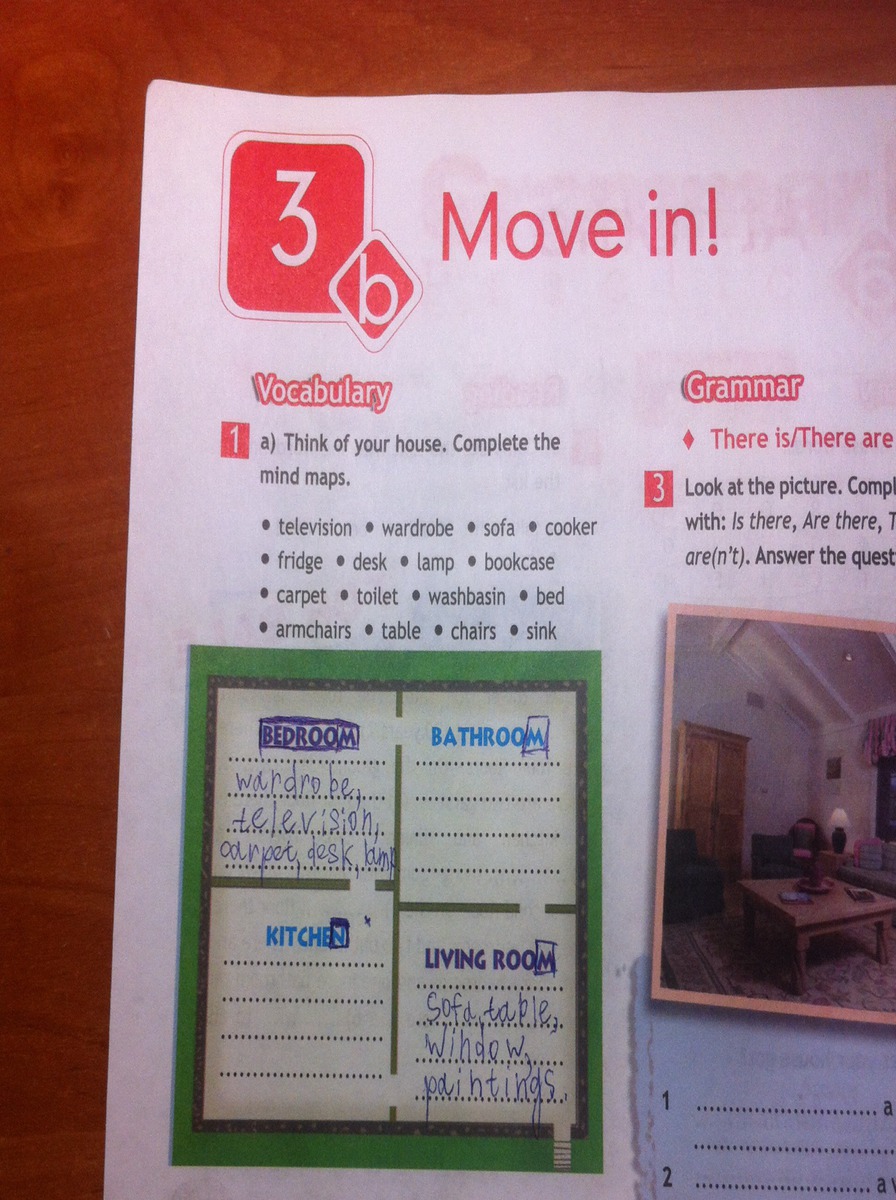 3
b
Move in!
Vocabulary
1 a) Think of your house. Complete the
mind maps.
• television • wardrobe • sofa • cooker
• fridge • desk • lamp • bookcase
• carpet • toilet • washbasin • bed
• armchairs • table • chairs • sink
BEDROOM
wardrobe,
television,
carpet, desk, lamp
BATHROOM
KITCHEN
LIVING ROOM
Sofa, table,
window,
paintings.
Grammar
♦ There is/There are
3 Look at the picture. Compl
with: Is there, Are there, T
are(n't). Answer the quest
1 .......................... a
..........................
2 .......................... a